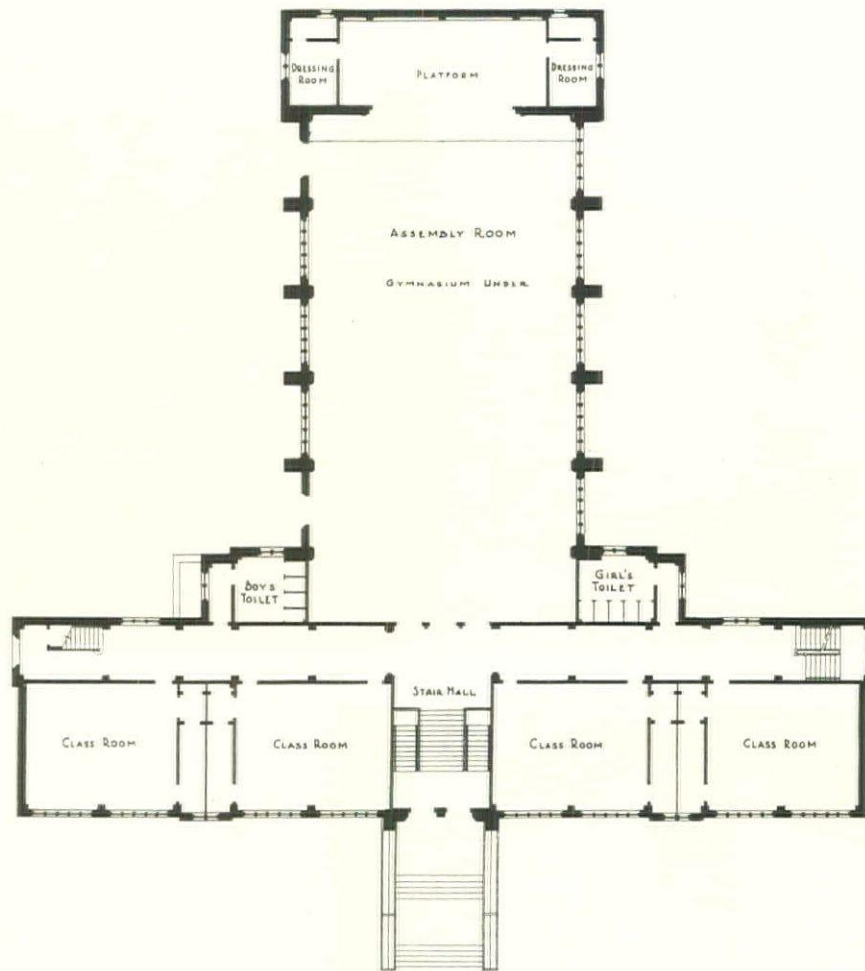 DRESSING
ROOM
PLATFORM
DRESSING
ROOM
ASSEMBLY ROOM
GYMNASIUM UNDER
BOYS
TOILET
GIRL'S
TOILET
STAIR HALL
CLASS ROOM
CLASS ROOM
CLASS ROOM
CLASS ROOM